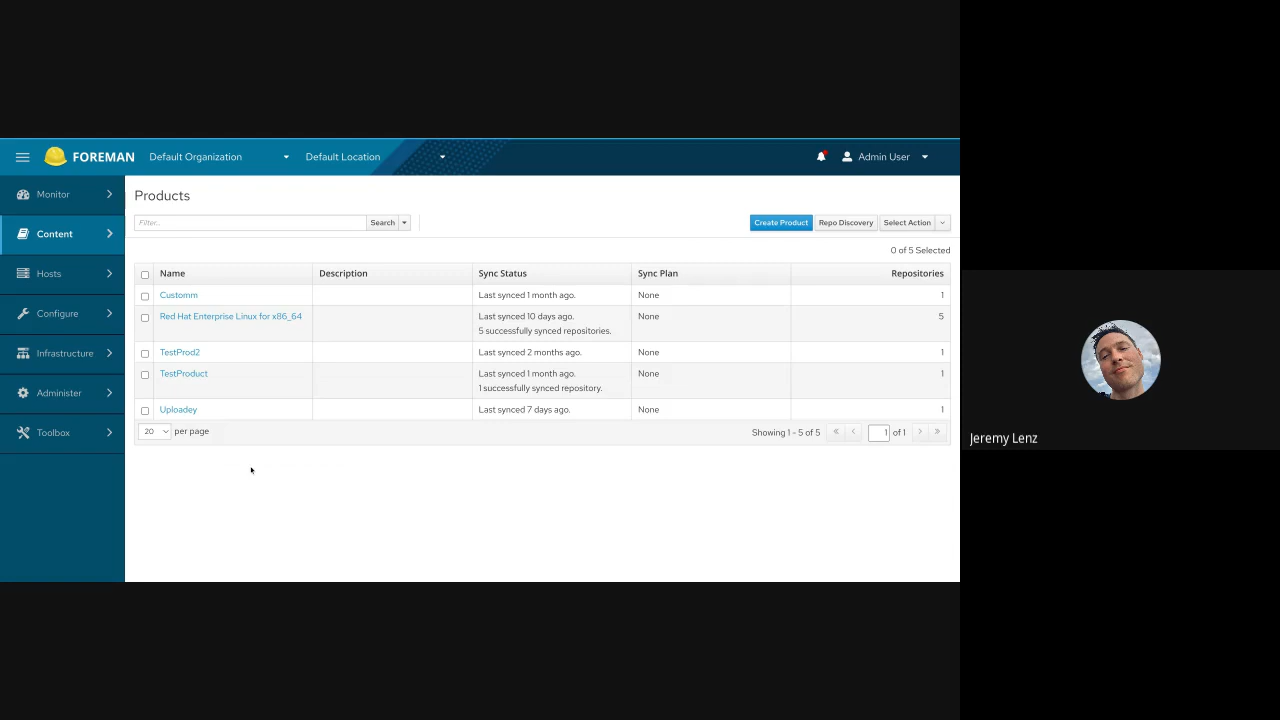 FOREMAN Default Organization Default Location Admin User
Monitor
Content
Hosts
Configure
Infrastructure
Administer
Toolbox
Products
Filter... Search Create Product Repo Discovery Select Action
0 of 5 Selected
Name Description Sync Status Sync Plan Repositories
Customm Last synced 1 month ago. None 1
Red Hat Enterprise Linux for x86_64 Last synced 10 days ago. None 5
5 successfully synced repositories.
TestProd2 Last synced 2 months ago. None 1
TestProduct Last synced 1 month ago. None 1
1 successfully synced repository.
Uploadey Last synced 7 days ago. None 1
20 per page Showing 1 - 5 of 5 « ‹ 1 of 1 › »
Jeremy Lenz